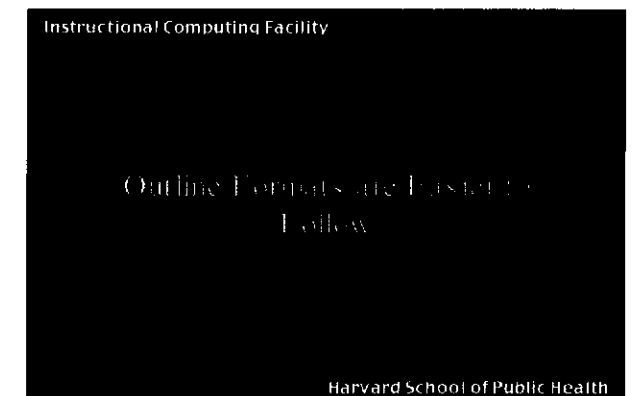 Instructional Computing Facility
Outline Formats are Easier to
Follow
Harvard School of Public Health